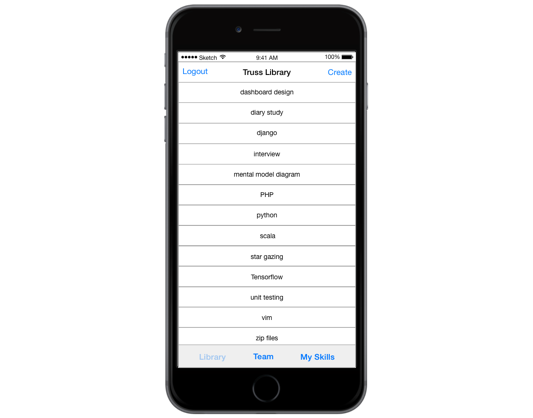 Sketch 9:41 AM 100%
Logout Truss Library Create
dashboard design
diary study
django
interview
mental model diagram
PHP
python
scala
star gazing
Tensorflow
unit testing
vim
zip files
Library Team My Skills